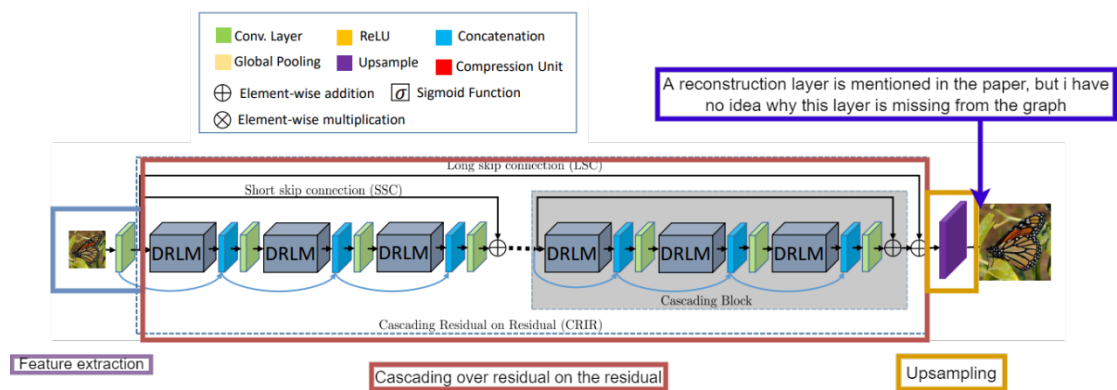 Conv. Layer ReLU Concatenation
Global Pooling Upsample Compression Unit
Element-wise addition σ Sigmoid Function
Element-wise multiplication
A reconstruction layer is mentioned in the paper, but i have
no idea why this layer is missing from the graph
Long skip connection (LSC)
Short skip connection (SSC)
DRLM DRLM DRLM DRLM DRLM DRLM
Cascading Block
Cascading Residual on Residual (CRIR)
Feature extraction
Cascading over residual on the residual
Upsampling